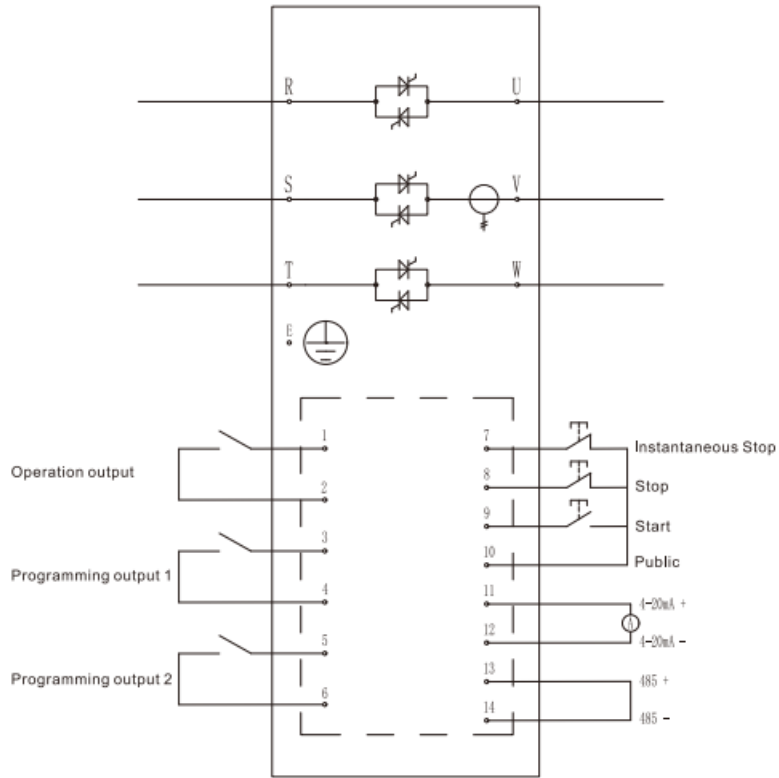 R
U
S
V
T
W
E
1
7
Instantaneous Stop
Operation output
8
Stop
2
9
Start
3
10
Public
Programming output 1
11
4-20mA +
4
A
12
4-20mA -
5
13
485 +
Programming output 2
6
14
485 -